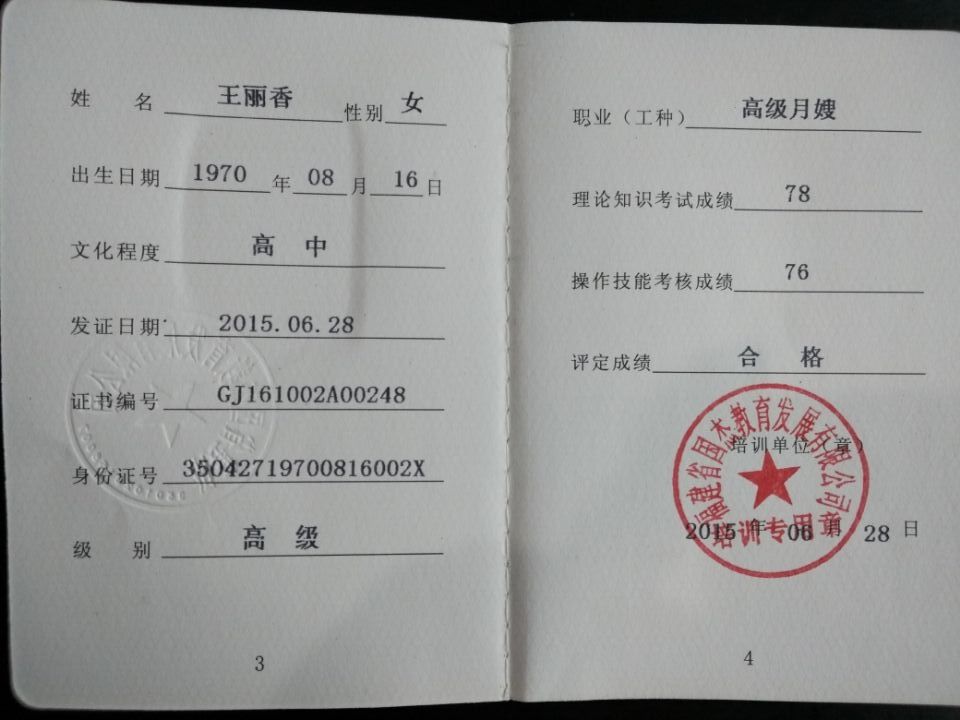 姓 名 王丽香 性别 女
出生日期 1970 年 08 月 16 日
文化程度 高 中
发证日期 2015.06.28
证书编号 GJ161002A00248
身份证号 35042719700816002X
级 别 高 级
3
职业（工种） 高级月嫂
理论知识考试成绩 78
操作技能考核成绩 76
评定成绩 合 格
福建省国杰教育发展有限公司
培训单位（章）
培训专用章
2015 年 06 月 28 日
4